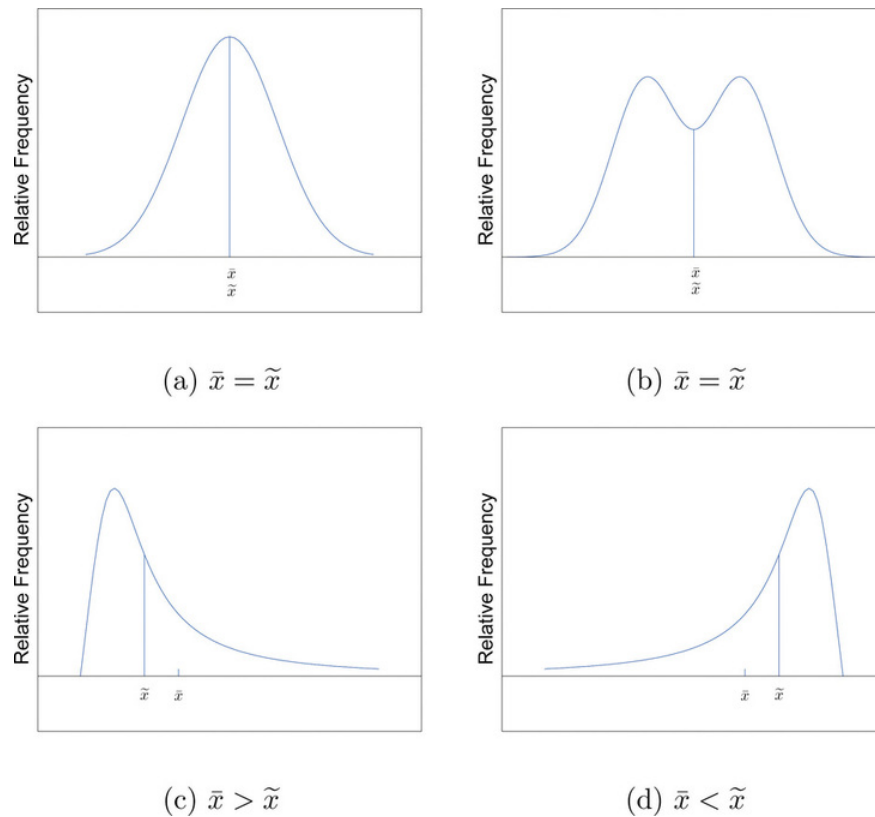 Relative Frequency
x̄
x̃
(a) x̄ = x̃
Relative Frequency
x̄
x̃
(b) x̄ = x̃
Relative Frequency
x̃ x̄
(c) x̄ > x̃
Relative Frequency
x̄ x̃
(d) x̄ < x̃